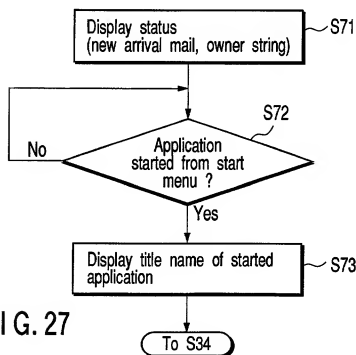 Display status
(new arrival mail, owner string)
S71
S72
Application
started from start
menu ?
No
Yes
Display title name of started
application
S73
To S34
I G. 27